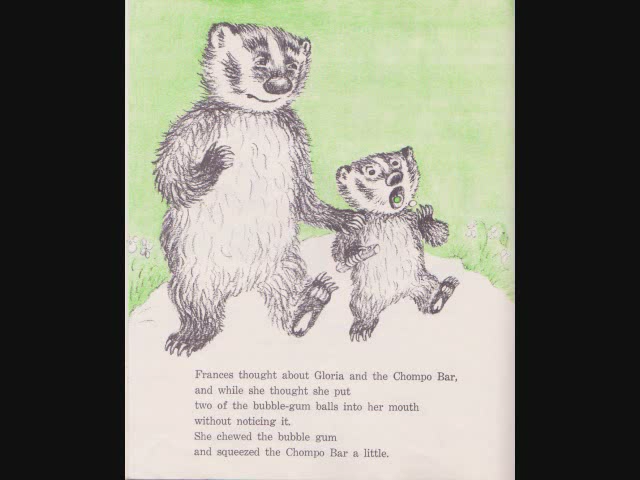 Frances thought about Gloria and the Chompo Bar,
and while she thought she put
two of the bubble-gum balls into her mouth
without noticing it.
She chewed the bubble gum
and squeezed the Chompo Bar a little.